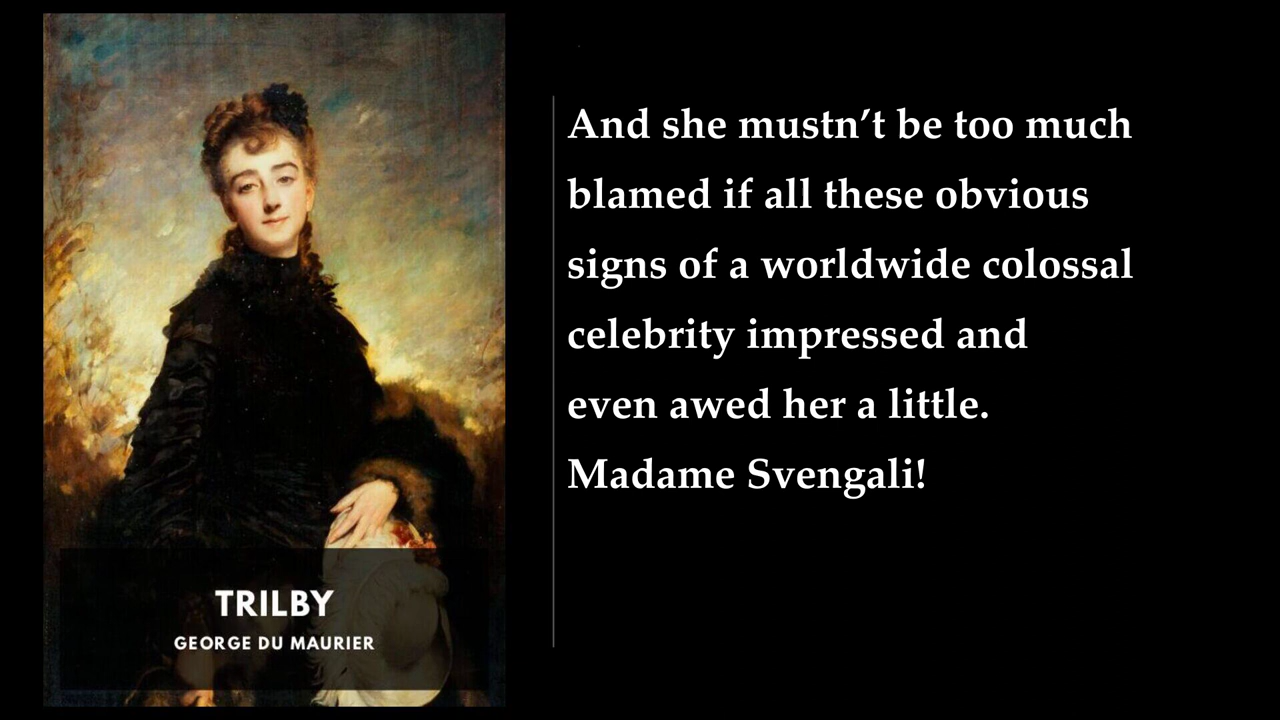 And she mustn’t be too much
blamed if all these obvious
signs of a worldwide colossal
celebrity impressed and
even awed her a little.
Madame Svengali!
TRILBY
GEORGE DU MAURIER